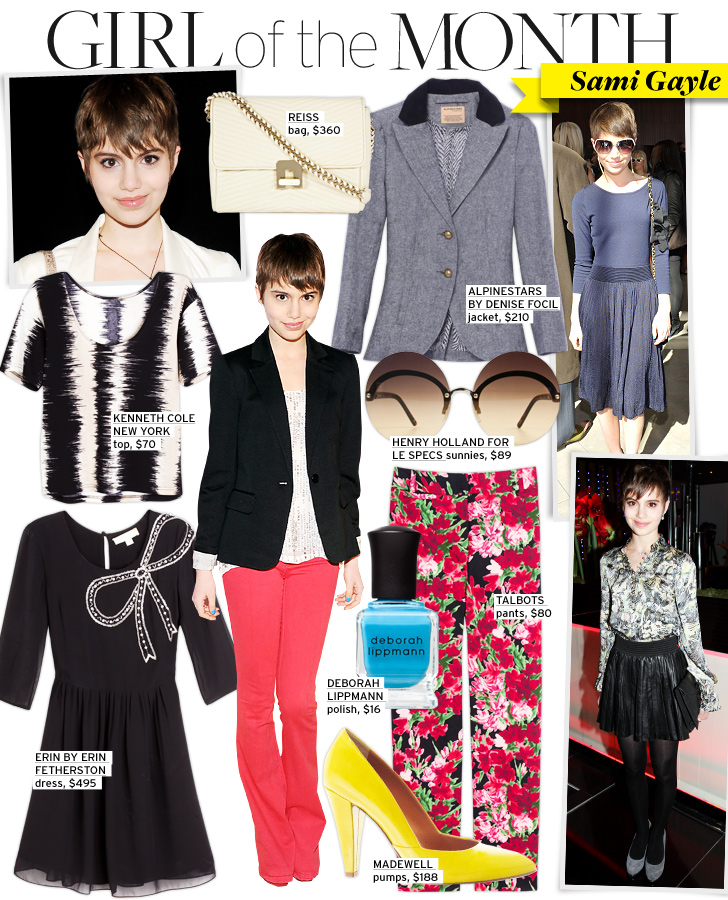 GIRL of the MONTH
Sami Gayle
REISS
bag, $360
ALPINESTARS
BY DENISE FOCIL
jacket, $210
KENNETH COLE
NEW YORK
top, $70
HENRY HOLLAND FOR
LE SPECS sunnies, $89
TALBOTS
pants, $80
deborah
lippmann
DEBORAH
LIPPMANN
polish, $16
ERIN BY ERIN
FETHERSTON
dress, $495
MADEWELL
pumps, $188